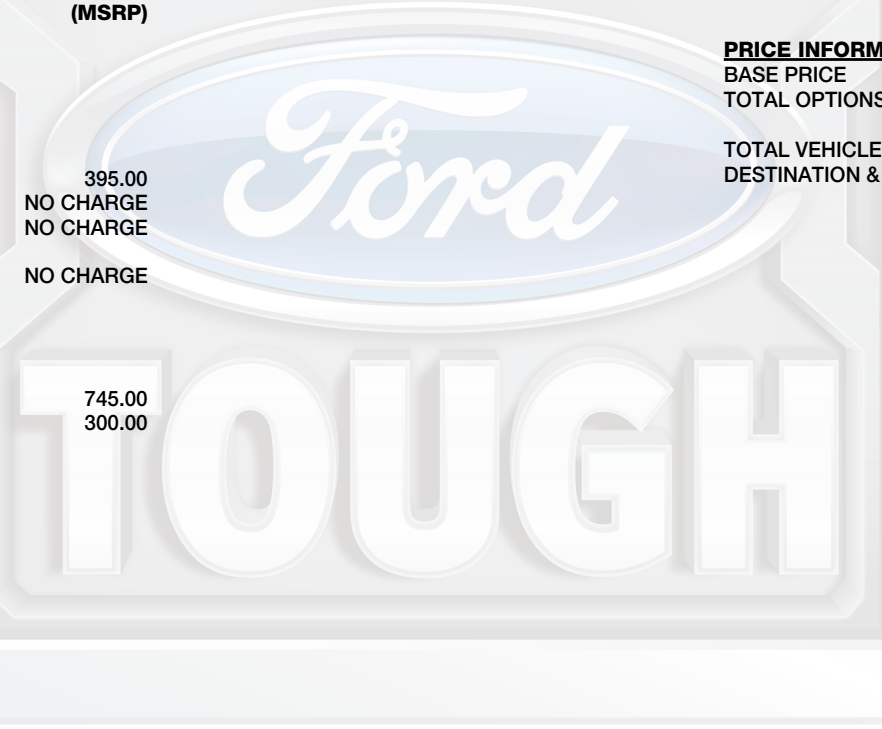 (MSRP)
395.00
NO CHARGE
NO CHARGE
NO CHARGE
745.00
300.00
PRICE INFORM
BASE PRICE
TOTAL OPTIONS
TOTAL VEHICLE
DESTINATION &
Ford
TOUGH